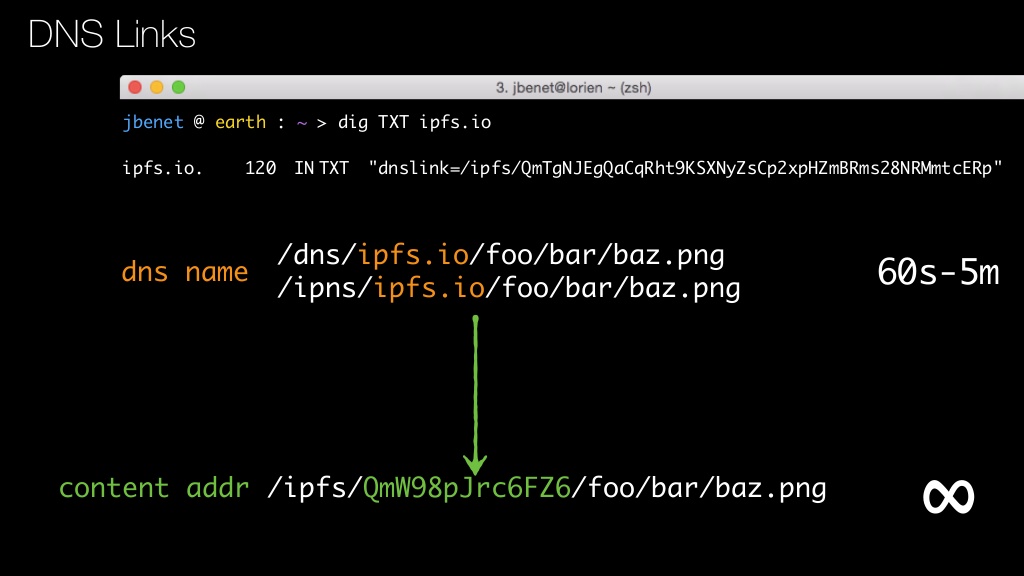 DNS Links
3. jbenet@lorien ~ (zsh)
jbenet @ earth : ~ > dig TXT ipfs.io
ipfs.io. 120 IN TXT "dnslink=/ipfs/QmTgNJEgQaCqRht9KSXNyZsCp2xpHZmBRms28NRMmtcERp"
/dns/ipfs.io/foo/bar/baz.png
dns name 60s-5m
/ipns/ipfs.io/foo/bar/baz.png
content addr /ipfs/QmW98pJrc6FZ6/foo/bar/baz.png ∞